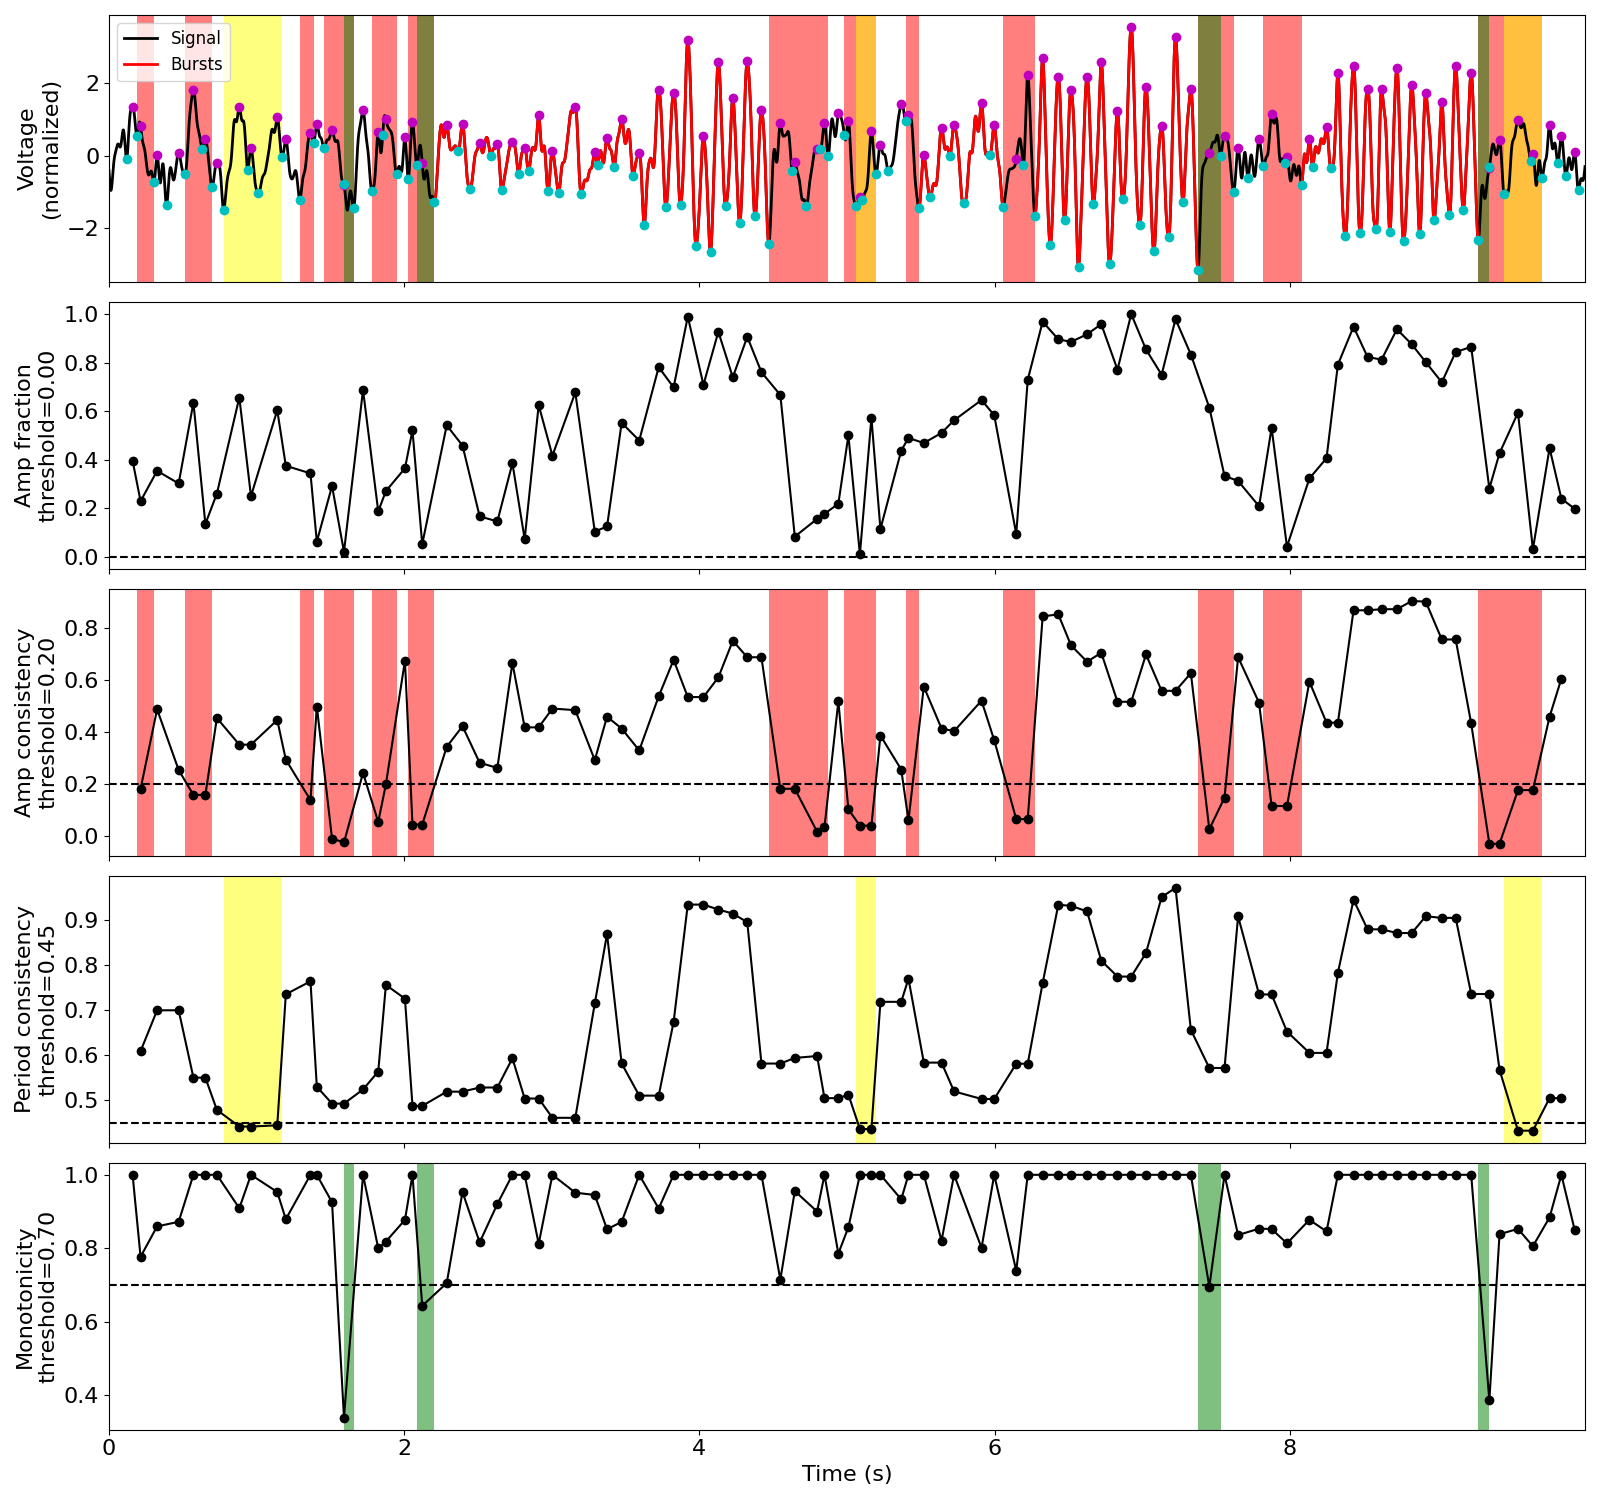 Signal
Bursts
Voltage
(normalized)
2
0
−2
Amp fraction
threshold=0.00
1.0
0.8
0.6
0.4
0.2
0.0
Amp consistency
threshold=0.20
0.8
0.6
0.4
0.2
0.0
Period consistency
threshold=0.45
0.9
0.8
0.7
0.6
0.5
Monotonicity
threshold=0.70
1.0
0.8
0.6
0.4
0
2
4
6
8
Time (s)